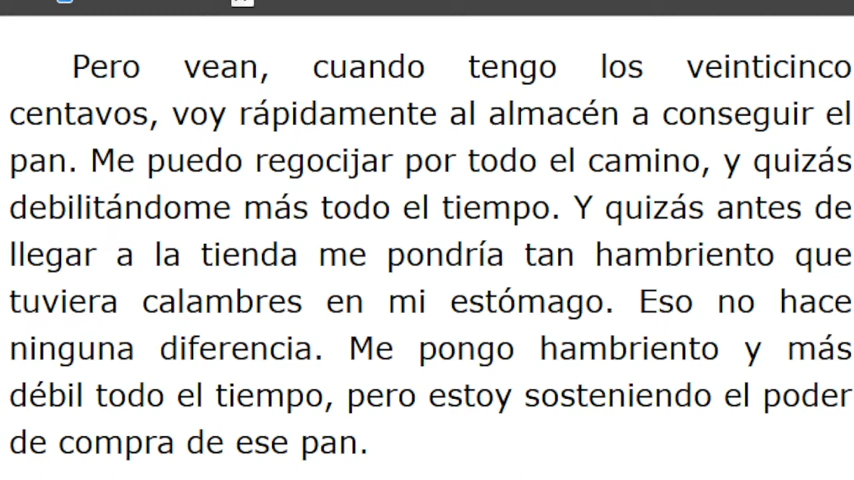 Pero vean, cuando tengo los veinticinco
centavos, voy rápidamente al almacén a conseguir el
pan. Me puedo regocijar por todo el camino, y quizás
debilitándome más todo el tiempo. Y quizás antes de
llegar a la tienda me pondría tan hambriento que
tuviera calambres en mi estómago. Eso no hace
ninguna diferencia. Me pongo hambriento y más
débil todo el tiempo, pero estoy sosteniendo el poder
de compra de ese pan.